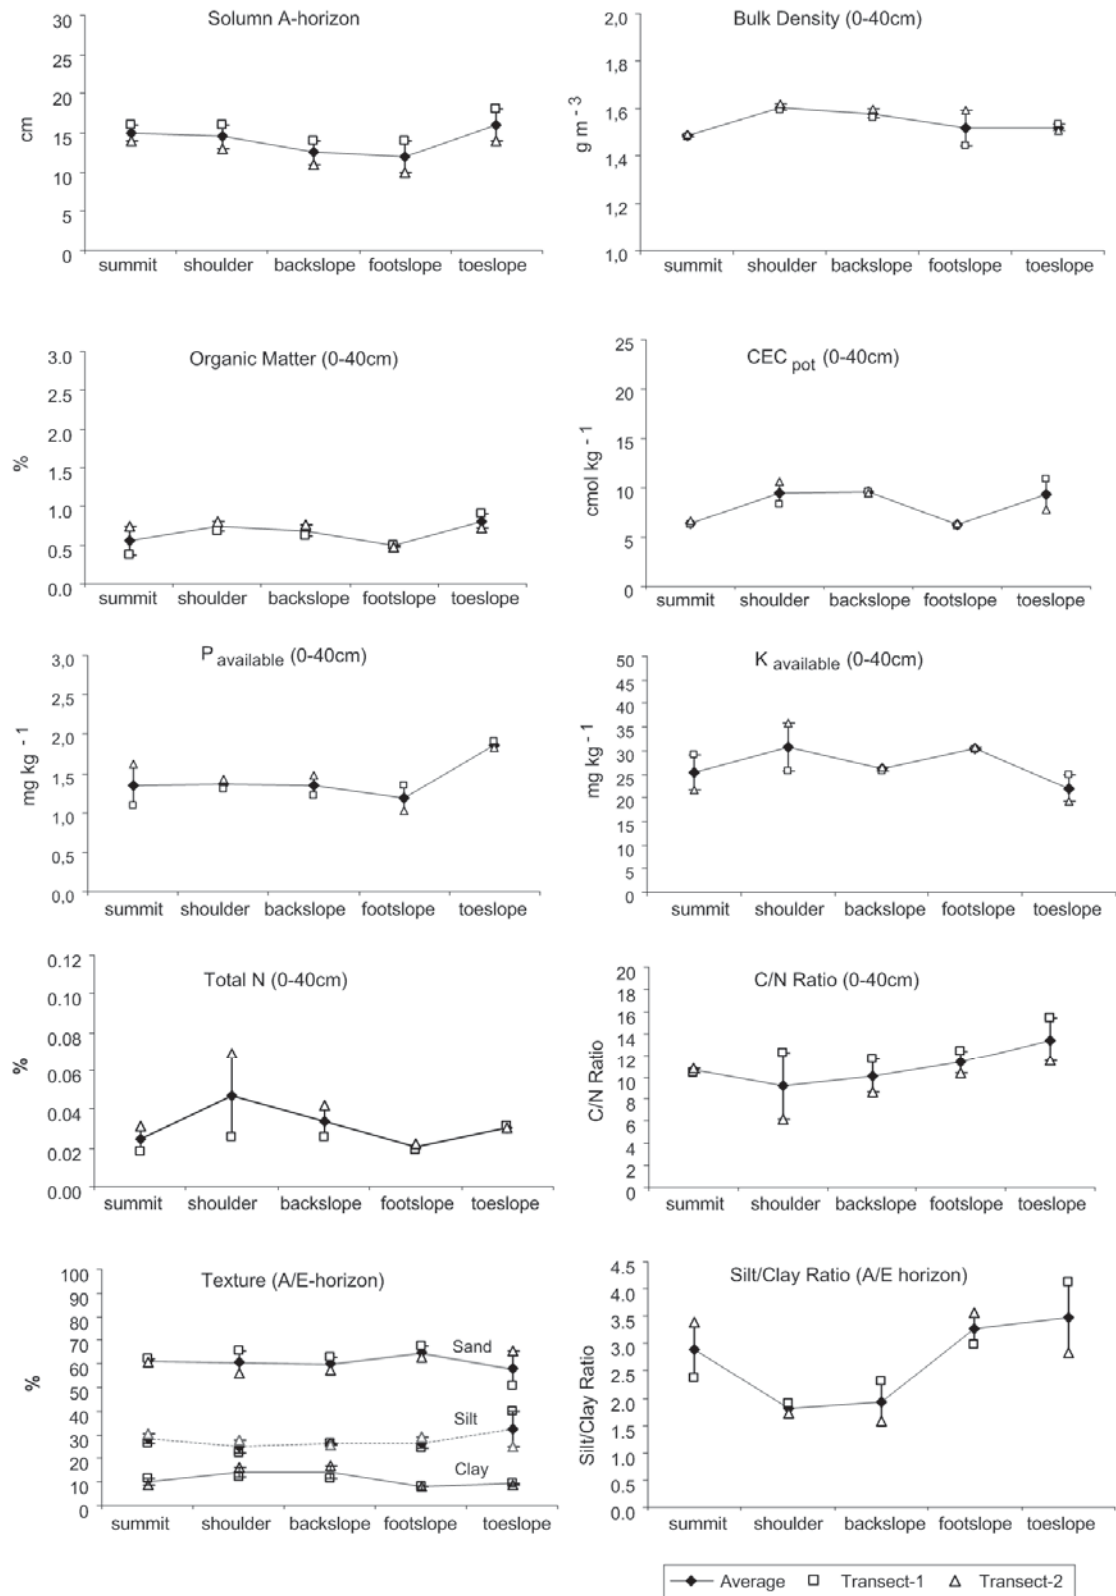 Solumn A-horizon
cm
30
25
20
15
10
5
0
summit shoulder backslope footslope toeslope
Bulk Density (0-40cm)
g m - 3
2,0
1,8
1,6
1,4
1,2
1,0
summit shoulder backslope footslope toeslope
Organic Matter (0-40cm)
%
3.0
2.5
2.0
1.5
1.0
0.5
0.0
summit shoulder backslope footslope toeslope
CEC pot (0-40cm)
cmol kg - 1
25
20
15
10
5
0
summit shoulder backslope footslope toeslope
P available (0-40cm)
mg kg - 1
3,0
2,5
2,0
1,5
1,0
0,5
0,0
summit shoulder backslope footslope toeslope
K available (0-40cm)
mg kg - 1
50
45
40
35
30
25
20
15
10
5
0
summit shoulder backslope footslope toeslope
Total N (0-40cm)
%
0.12
0.10
0.08
0.06
0.04
0.02
0.00
summit shoulder backslope footslope toeslope
C/N Ratio (0-40cm)
C/N Ratio
20
18
16
14
12
10
8
6
4
2
0
summit shoulder backslope footslope toeslope
Texture (A/E-horizon)
%
100
90
80
70
60
50
40
30
20
10
0
Sand
Silt
Clay
summit shoulder backslope footslope toeslope
Silt/Clay Ratio (A/E horizon)
Silt/Clay Ratio
4.5
4.0
3.5
3.0
2.5
2.0
1.5
1.0
0.5
0.0
summit shoulder backslope footslope toeslope
Average Transect-1 Transect-2